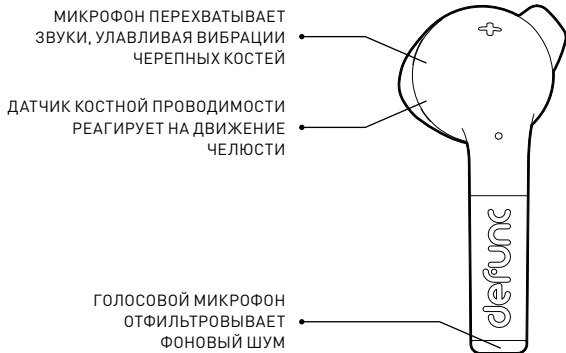 МИКРОФОН ПЕРЕХВАТЫВАЕТ
ЗВУКИ, УЛАВЛИВАЯ ВИБРАЦИИ
ЧЕРЕПНЫХ КОСТЕЙ
ДАТЧИК КОСТНОЙ ПРОВОДИМОСТИ
РЕАГИРУЕТ НА ДВИЖЕНИЕ
ЧЕЛЮСТИ
defunc
ГОЛОСОВОЙ МИКРОФОН
ОТФИЛЬТРОВЫВАЕТ
ФОНОВЫЙ ШУМ